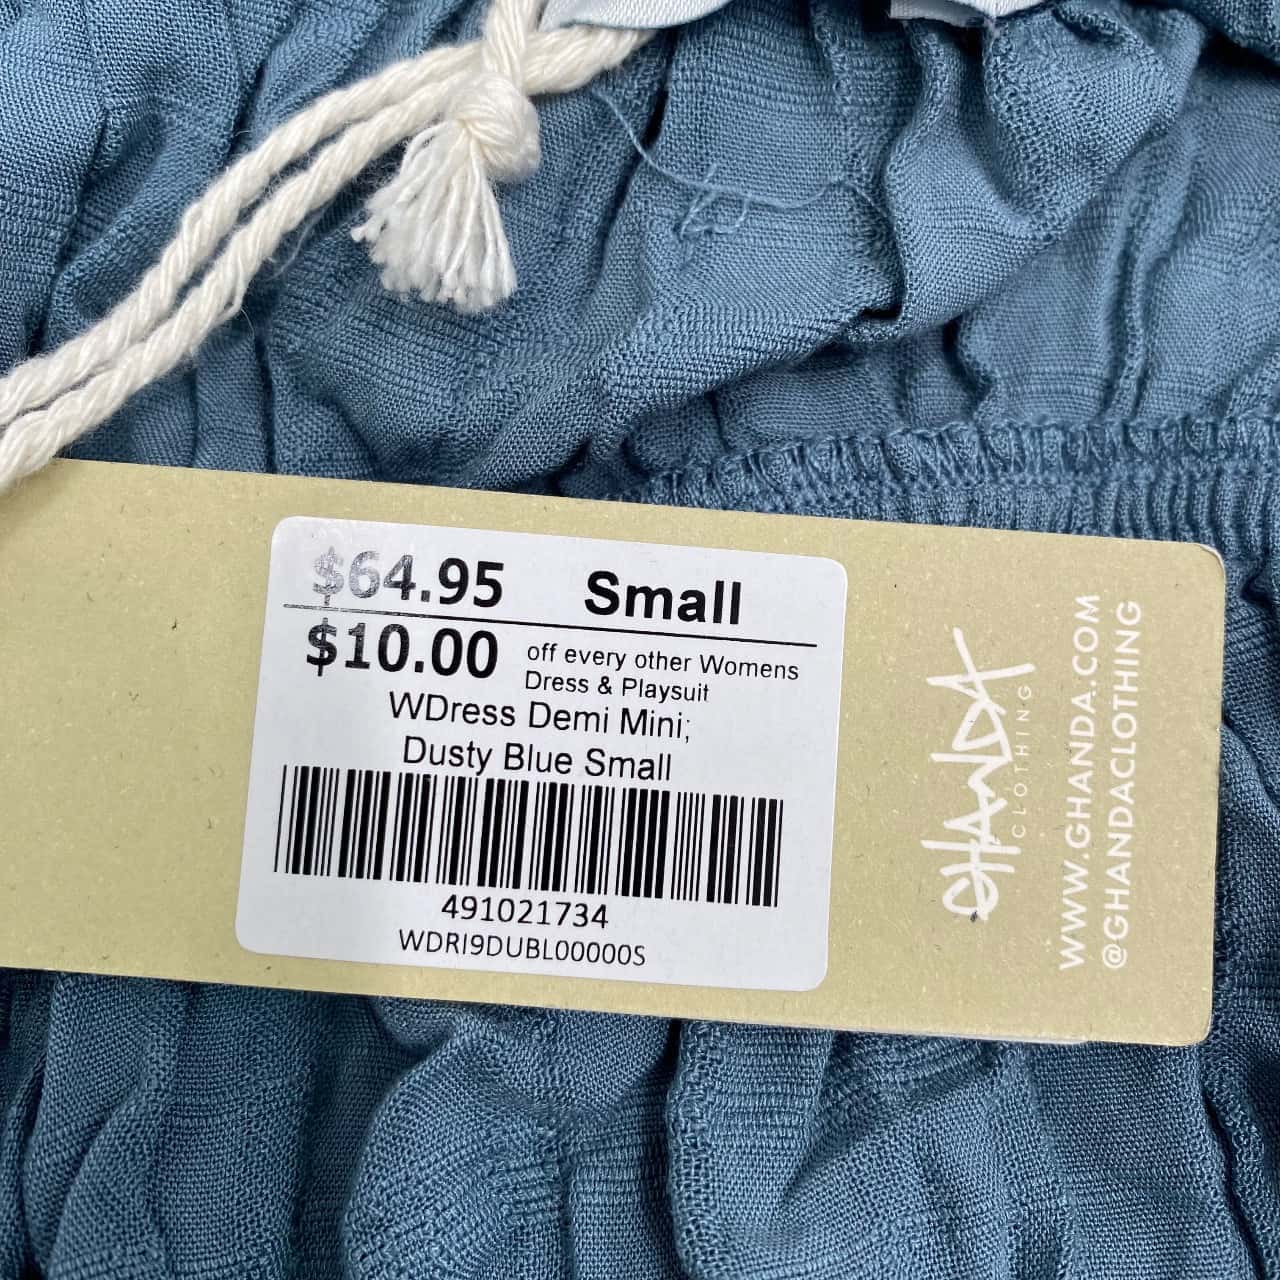 $64.95 Small
$10.00 off every other Womens
Dress & Playsuit
WDress Demi Mini;
Dusty Blue Small
491021734
WDRI9DUBL00000S
GHANDA
CLOTHING
WWW.GHANDA.COM
@GHANDACLOTHING